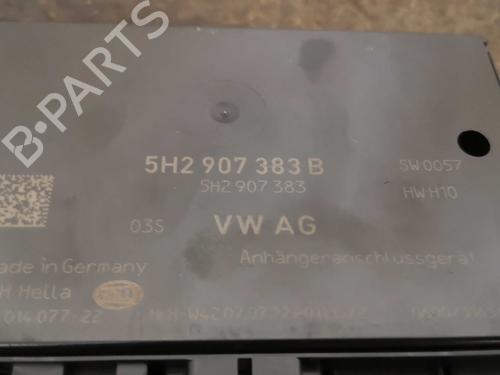 B-PARTS
5H2 907 383 B
5H2 907 383
SW:0057
HW H10
03S
VW AG
Anhängeranschlussgerät
ade in Germany
H Hella
014.077-22